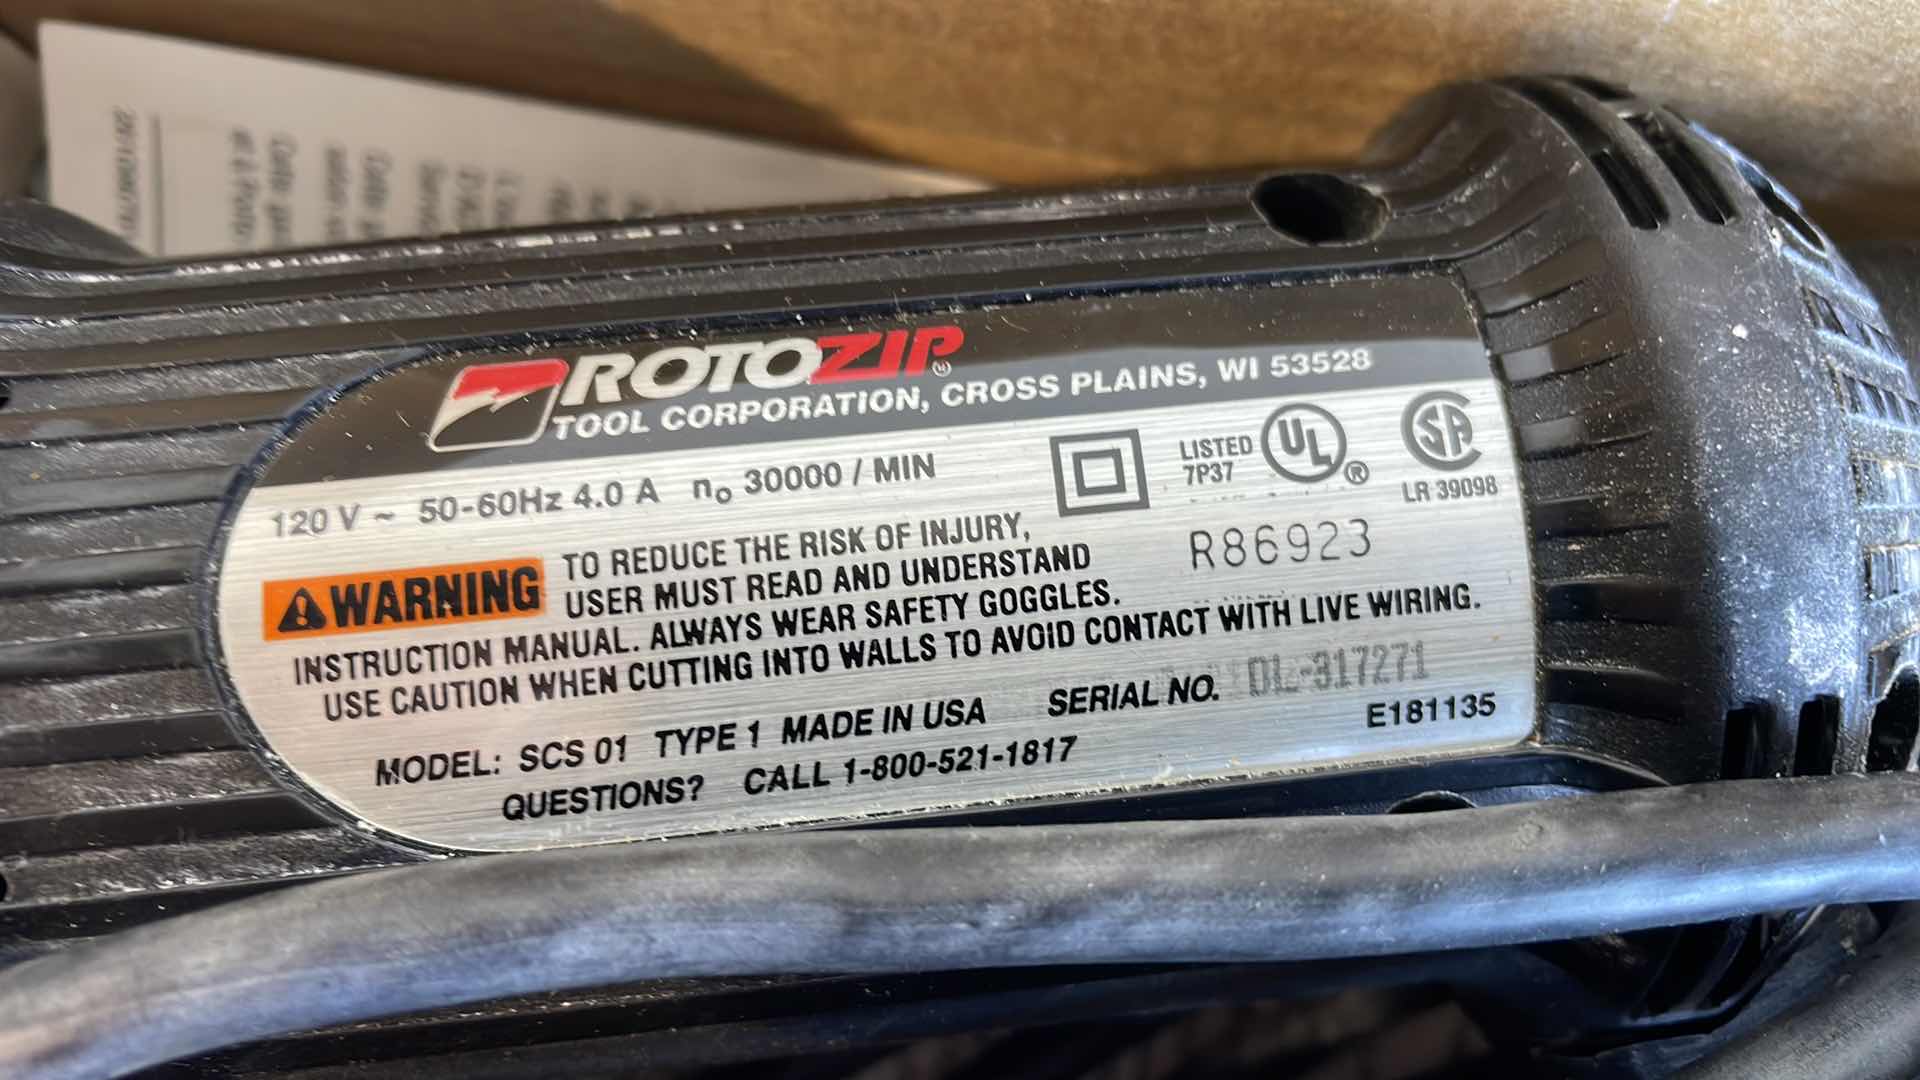 ROTOZIP®
TOOL CORPORATION, CROSS PLAINS, WI 53528
120 V ~ 50-60Hz 4.0 A no 30000 / MIN
LISTED
7P37
UL®
SA
LR 39098
R86923
WARNING TO REDUCE THE RISK OF INJURY,
USER MUST READ AND UNDERSTAND
INSTRUCTION MANUAL. ALWAYS WEAR SAFETY GOGGLES.
USE CAUTION WHEN CUTTING INTO WALLS TO AVOID CONTACT WITH LIVE WIRING.
MODEL: SCS 01 TYPE 1 MADE IN USA SERIAL NO. 317271
E181135
QUESTIONS? CALL 1-800-521-1817